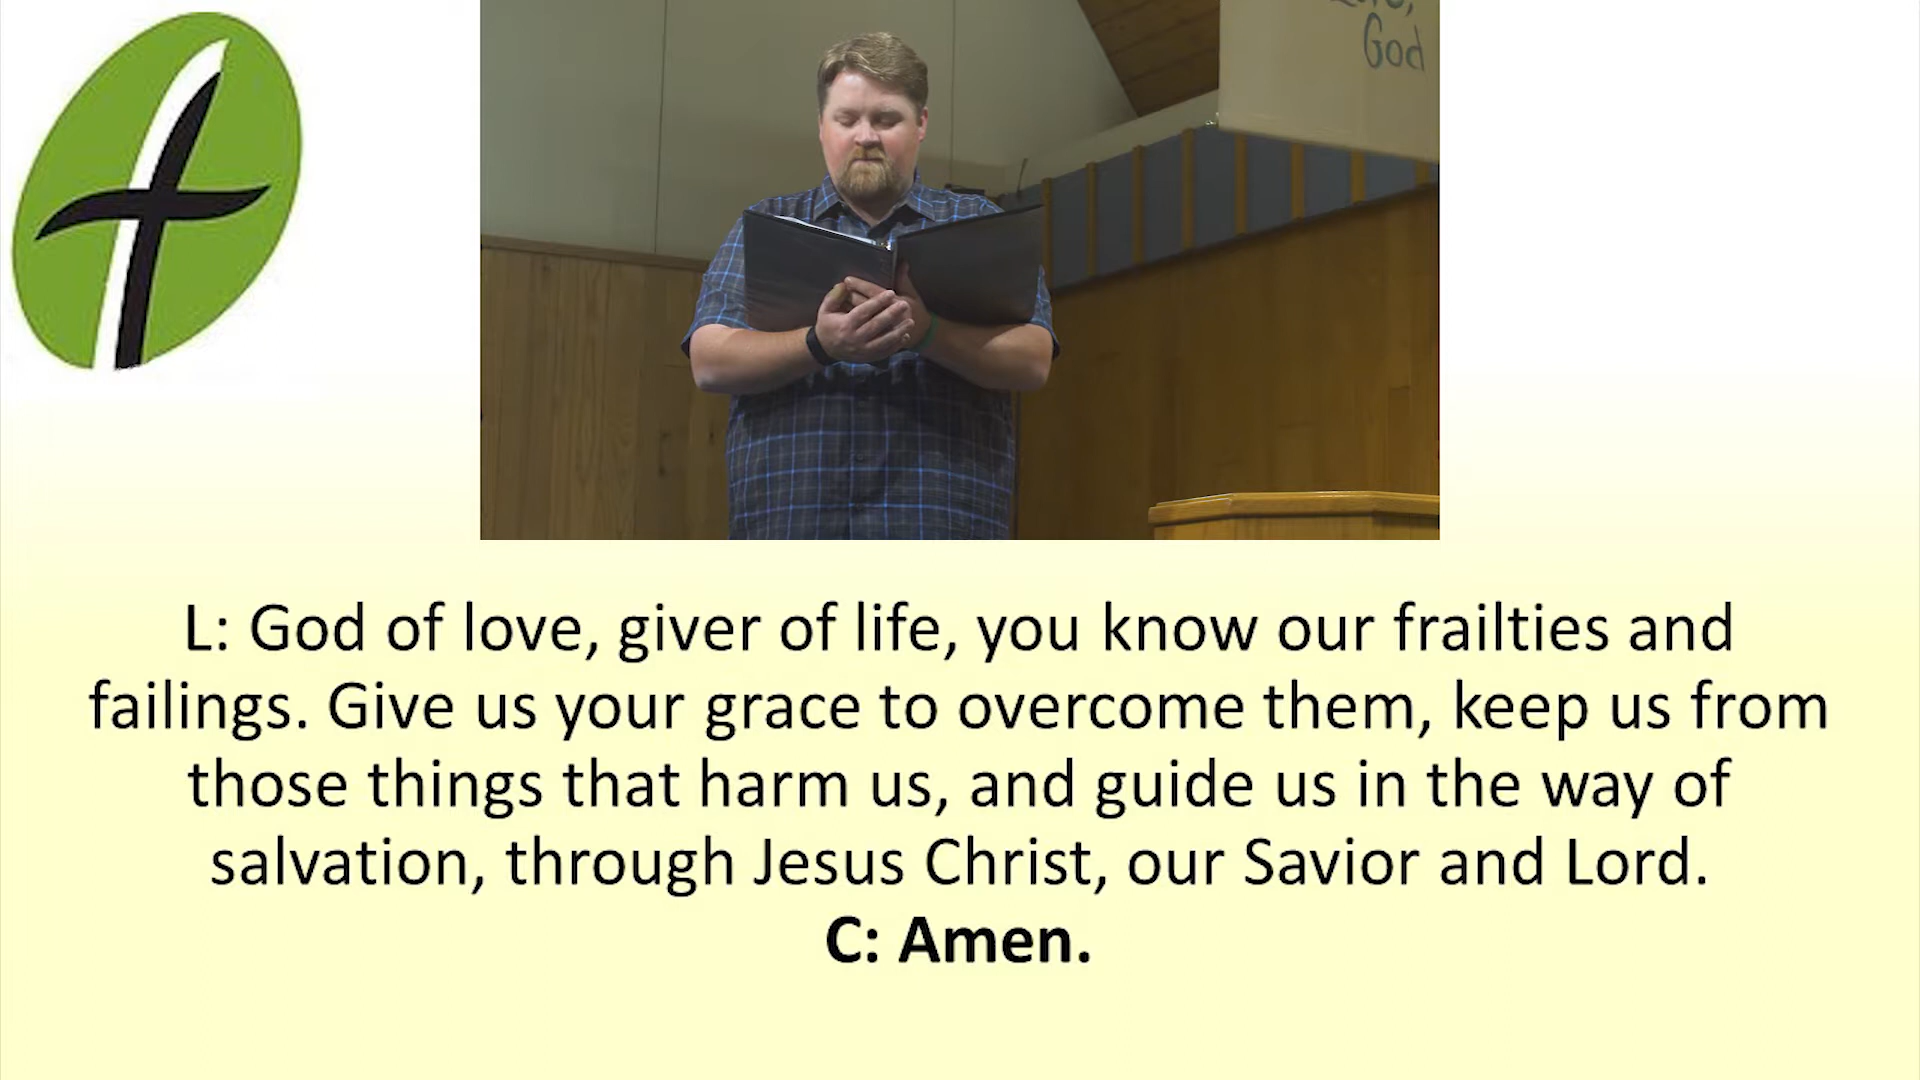 God
L: God of love, giver of life, you know our frailties and
failings. Give us your grace to overcome them, keep us from
those things that harm us, and guide us in the way of
salvation, through Jesus Christ, our Savior and Lord.
C: Amen.